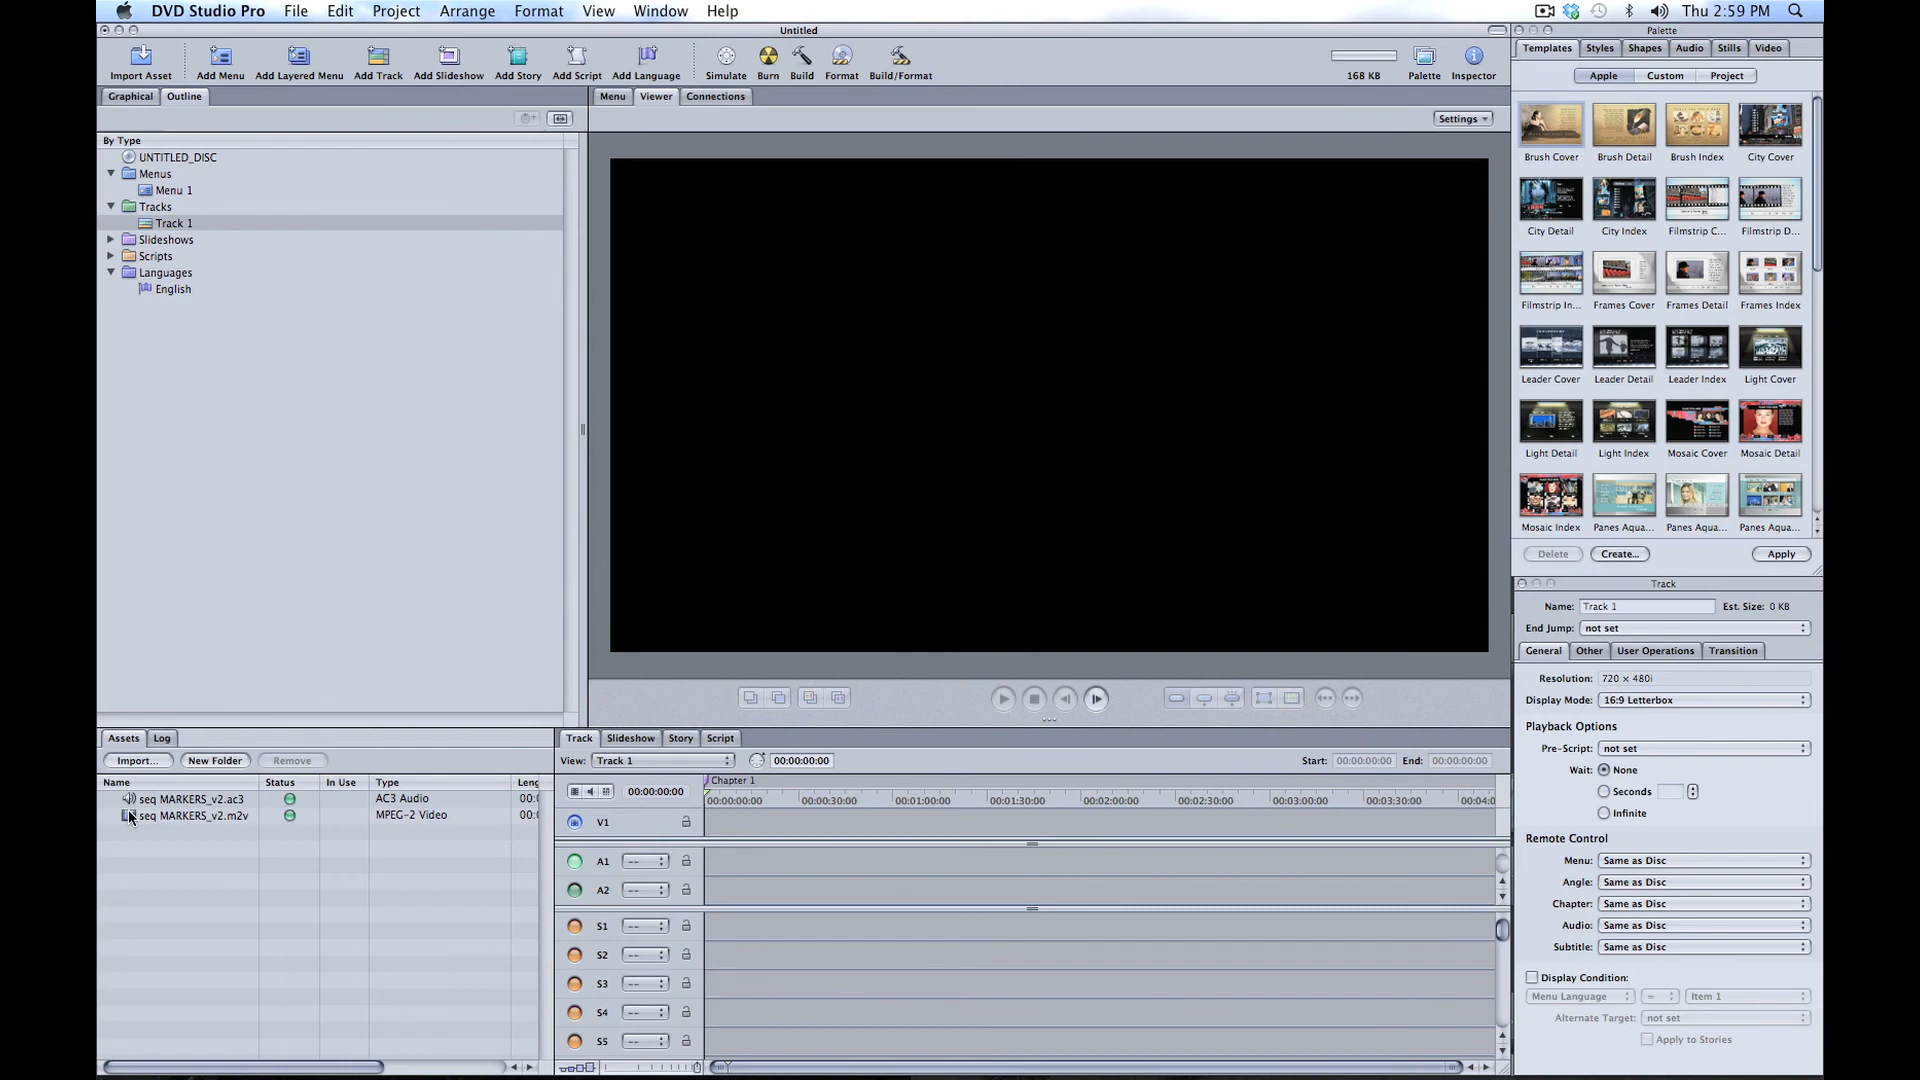 DVD Studio Pro File Edit Project Arrange Format View Window Help Thu 2:59 PM
Untitled
Palette
Import Asset Add Menu Add Layered Menu Add Track Add Slideshow Add Story Add Script Add Language Simulate Burn Build Format Build/Format 168 KB Palette Inspector
Templates Styles Shapes Audio Stills Video
Apple Custom Project
Graphical Outline
Menu Viewer Connections
Settings
By Type
UNTITLED_DISC
Menus
Menu 1
Tracks
Track 1
Slideshows
Scripts
Languages
English
Brush Cover Brush Detail Brush Index City Cover
City Detail City Index Filmstrip C... Filmstrip D...
Filmstrip In... Frames Cover Frames Detail Frames Index
Leader Cover Leader Detail Leader Index Light Cover
Light Detail Light Index Mosaic Cover Mosaic Detail
Mosaic Index Panes Aqua... Panes Aqua... Panes Aqua...
Delete Create... Apply
Track
Name: Track 1 Est. Size: 0 KB
End Jump: not set
General Other User Operations Transition
Resolution: 720 × 480i
Display Mode: 16:9 Letterbox
Playback Options
Pre-Script: not set
Wait: None
Seconds
Infinite
Remote Control
Menu: Same as Disc
Angle: Same as Disc
Chapter: Same as Disc
Audio: Same as Disc
Subtitle: Same as Disc
Display Condition:
Menu Language = Item 1
Alternate Target: not set
Apply to Stories
Assets Log
Import... New Folder Remove
Name Status In Use Type Leng
seq MARKERS_v2.ac3 AC3 Audio 00:(
seq MARKERS_v2.m2v MPEG-2 Video 00:(
Track Slideshow Story Script
View: Track 1 00:00:00:00 Start: 00:00:00:00 End: 00:00:00:00
Chapter 1
00:00:00:00
00:00:00:00 00:00:30:00 00:01:00:00 00:01:30:00 00:02:00:00 00:02:30:00 00:03:00:00 00:03:30:00 00:04:0
V1
A1 --
A2 --
S1 --
S2 --
S3 --
S4 --
S5 --